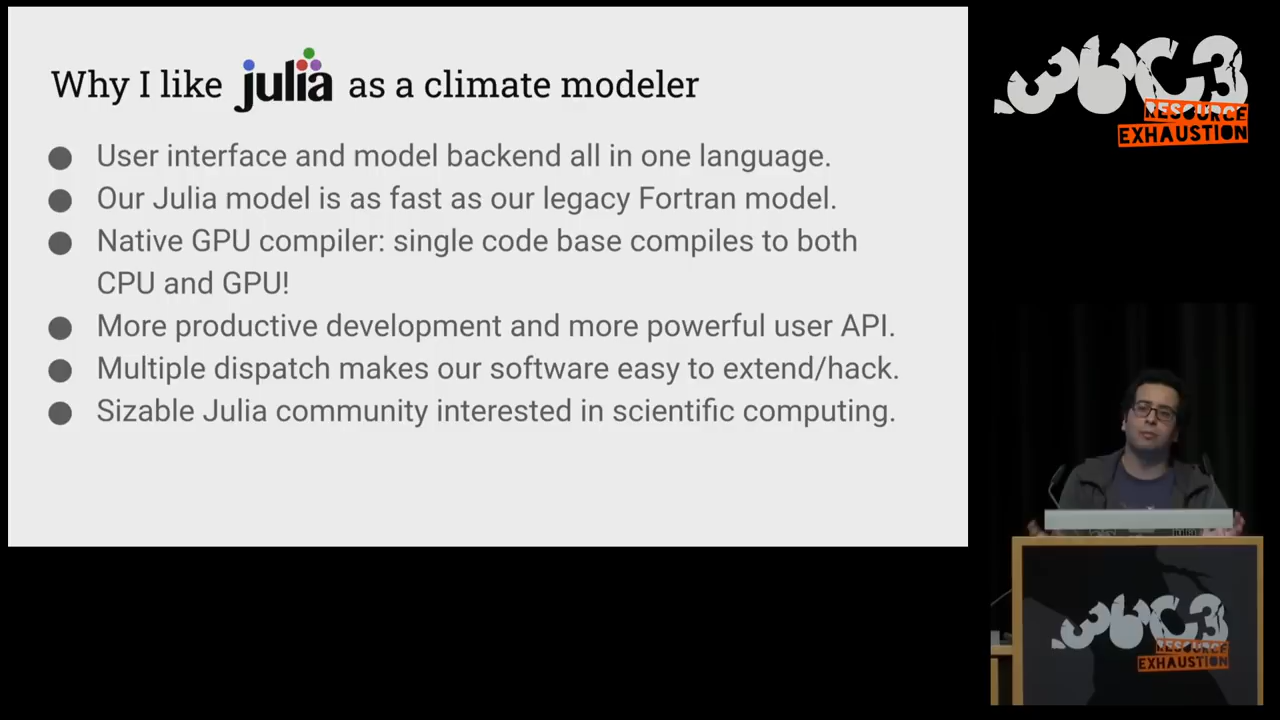 Why I like julia as a climate modeler
● User interface and model backend all in one language.
● Our Julia model is as fast as our legacy Fortran model.
● Native GPU compiler: single code base compiles to both
CPU and GPU!
● More productive development and more powerful user API.
● Multiple dispatch makes our software easy to extend/hack.
● Sizable Julia community interested in scientific computing.
36C3
RESOURCE
EXHAUSTION
julia
36C3
RESOURCE
EXHAUSTION